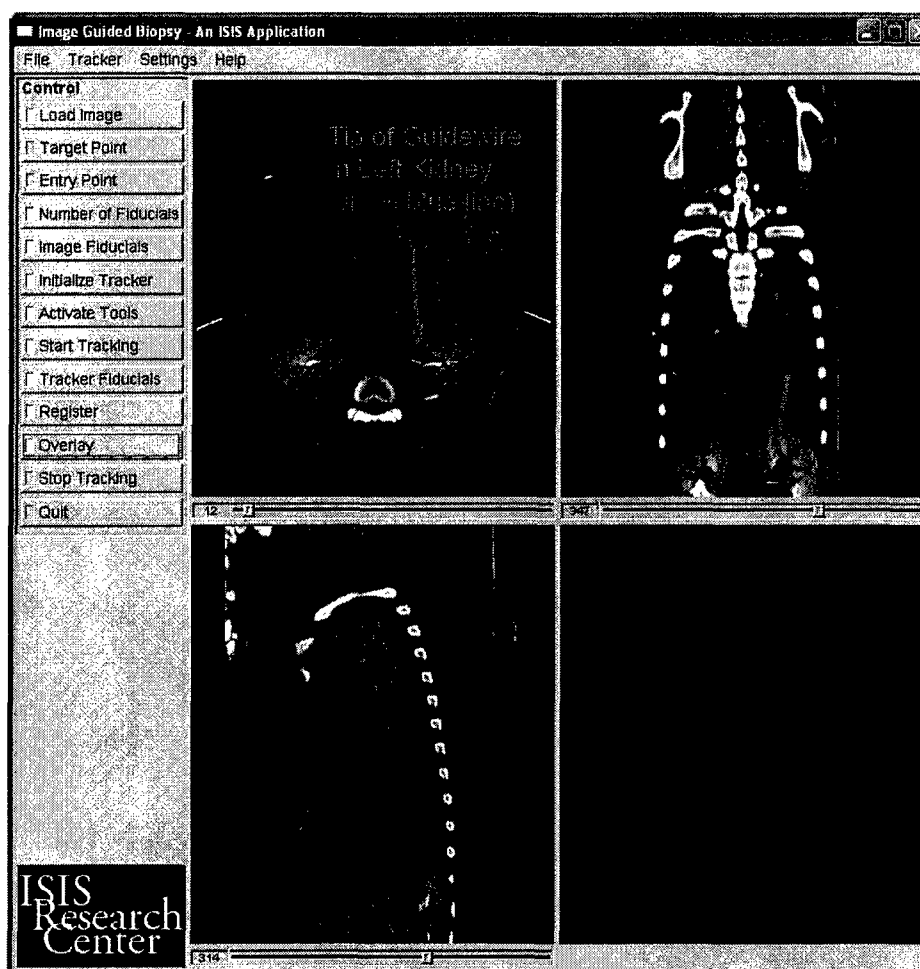 Image Guided Biopsy - An ISIS Application
File Tracker Settings Help
Control
Load Image
Target Point
Entry Point
Number of Fiducials
Image Fiducials
Initialize Tracker
Activate Tools
Start Tracking
Tracker Fiducials
Register
Overlay
Stop Tracking
Quit
Tip of Guidewire
n Left Kidney
12
347
314
ISIS
Research
Center